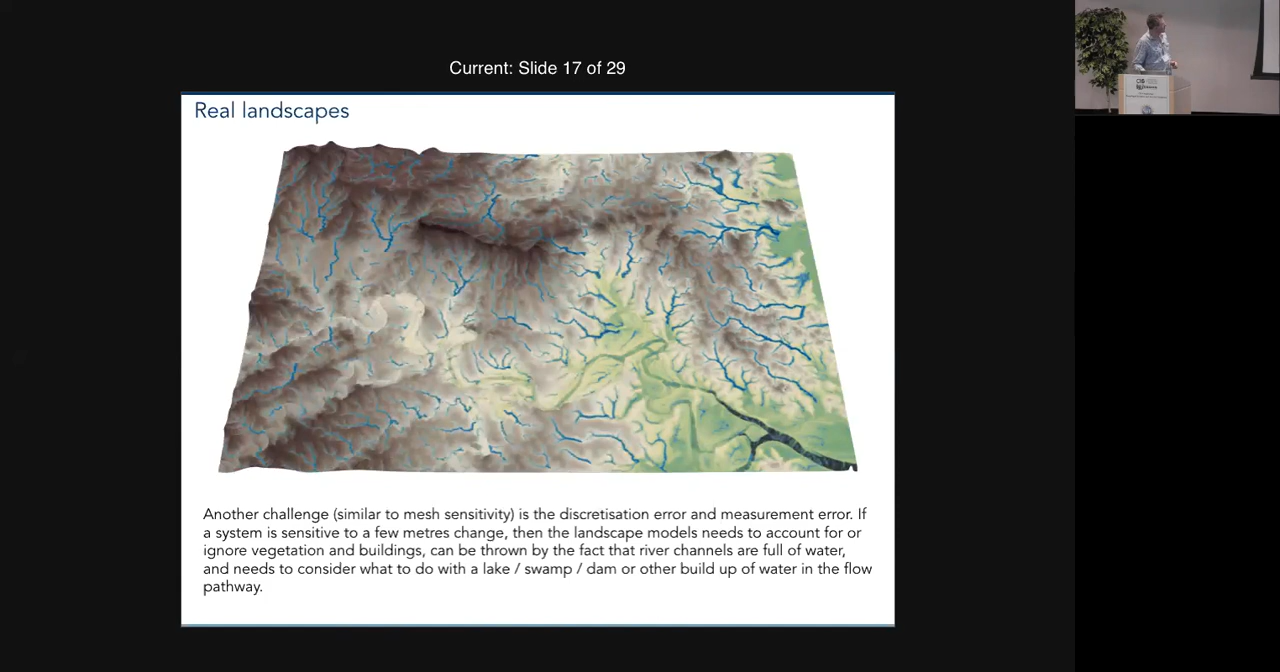 Current: Slide 17 of 29
Real landscapes
Another challenge (similar to mesh sensitivity) is the discretisation error and measurement error. If
a system is sensitive to a few metres change, then the landscape models needs to account for or
ignore vegetation and buildings, can be thrown by the fact that river channels are full of water,
and needs to consider what to do with a lake / swamp / dam or other build up of water in the flow
pathway.